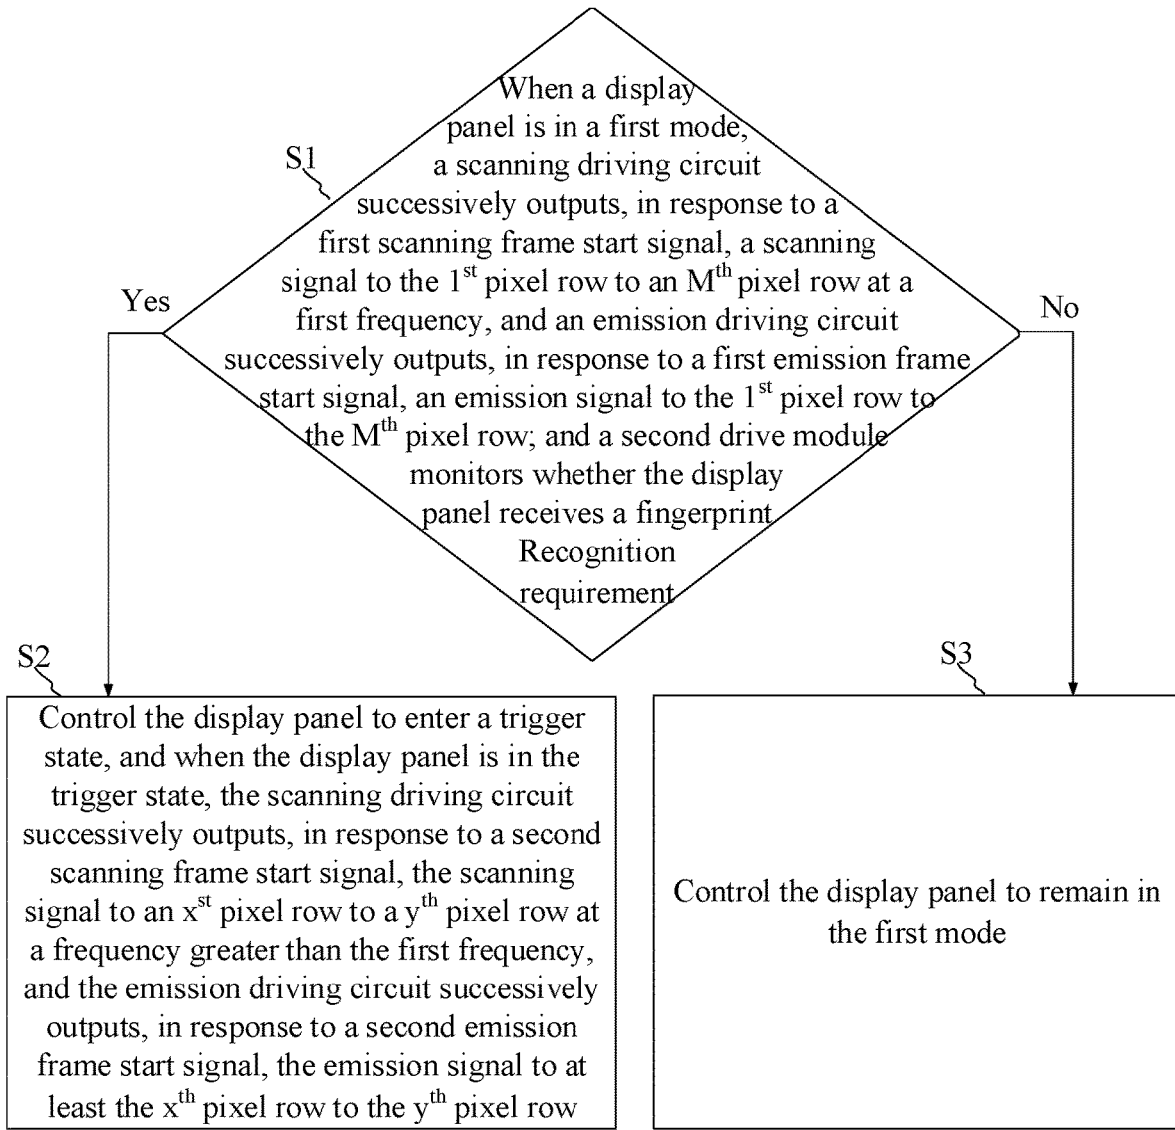 When a display
panel is in a first mode,
S1
a scanning driving circuit
successively outputs, in response to a
first scanning frame start signal, a scanning
signal to the 1st pixel row to an Mth pixel row at a
Yes
No
first frequency, and an emission driving circuit
successively outputs, in response to a first emission frame
start signal, an emission signal to the 1st pixel row to
the Mth pixel row; and a second drive module
monitors whether the display
panel receives a fingerprint
Recognition
requirement
S2
Control the display panel to enter a trigger
state, and when the display panel is in the
trigger state, the scanning driving circuit
successively outputs, in response to a second
scanning frame start signal, the scanning
signal to an xst pixel row to a yth pixel row at
a frequency greater than the first frequency,
and the emission driving circuit successively
outputs, in response to a second emission
frame start signal, the emission signal to at
least the xth pixel row to the yth pixel row
S3
Control the display panel to remain in
the first mode